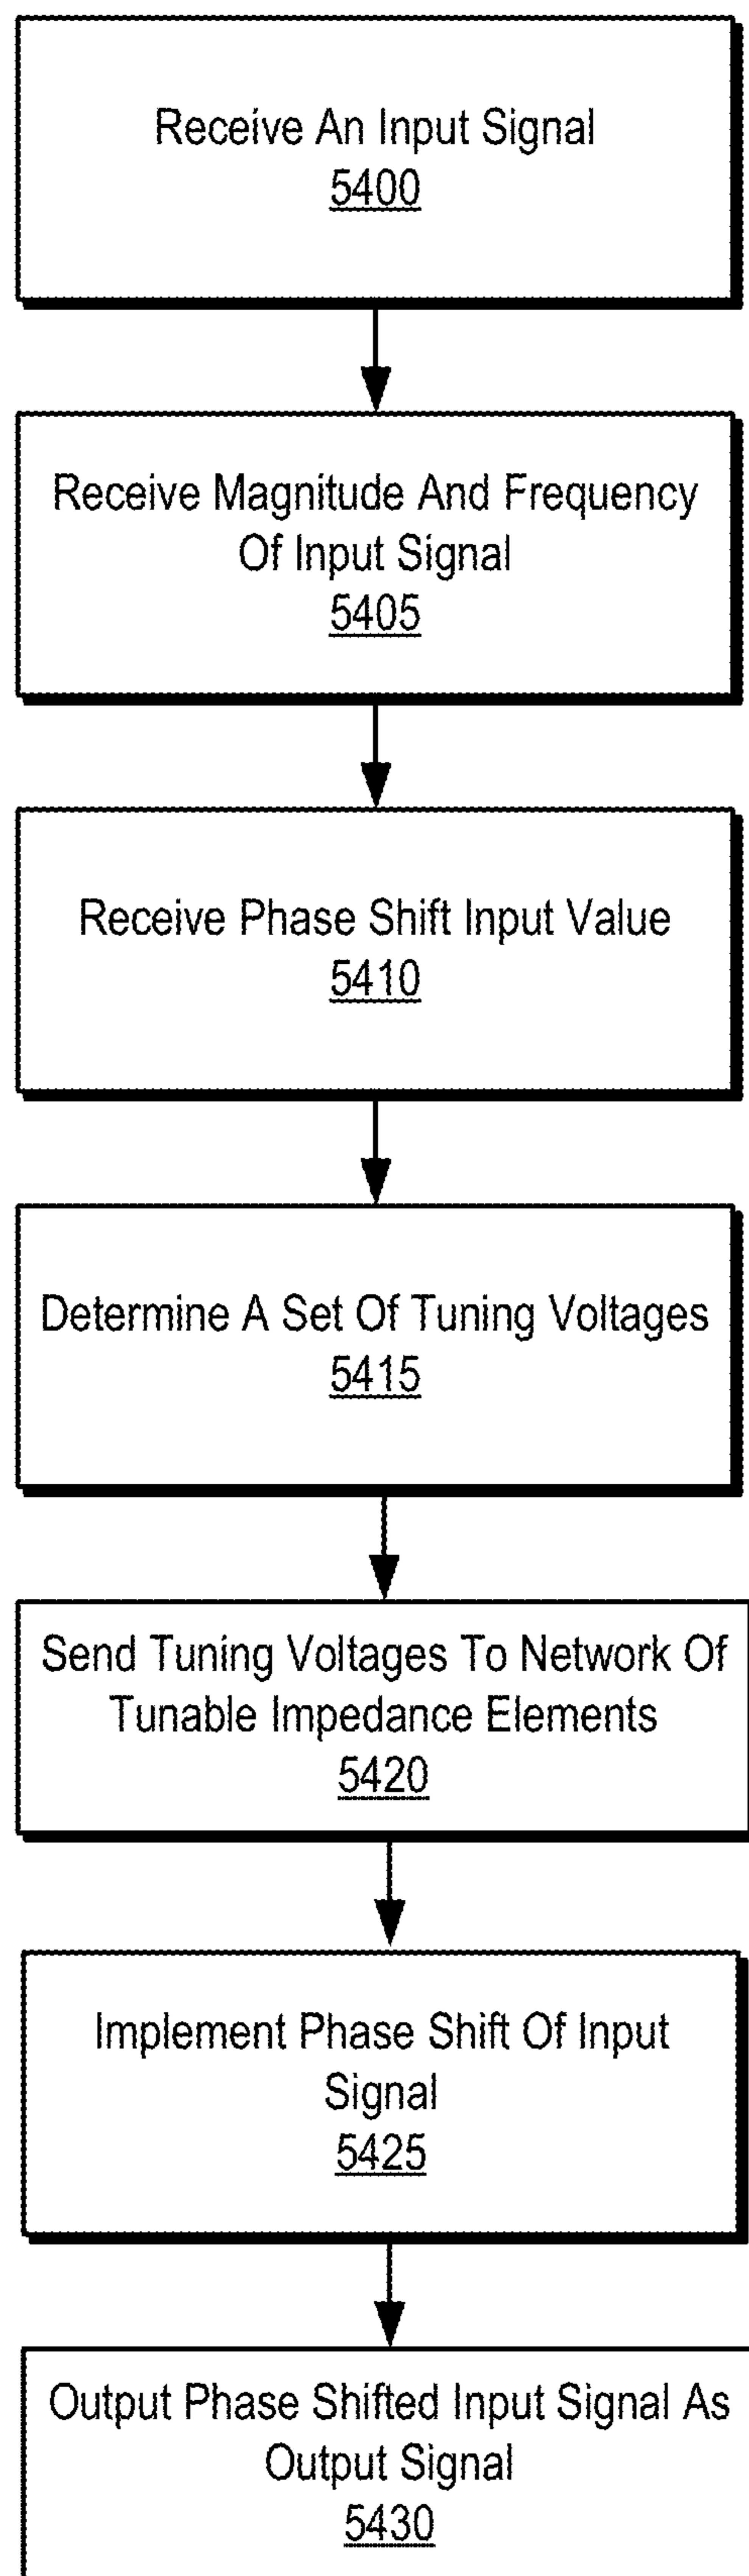 Receive An Input Signal
5400
Receive Magnitude And Frequency
Of Input Signal
5405
Receive Phase Shift Input Value
5410
Determine A Set Of Tuning Voltages
5415
Send Tuning Voltages To Network Of
Tunable Impedance Elements
5420
Implement Phase Shift Of Input
Signal
5425
Output Phase Shifted Input Signal As
Output Signal
5430